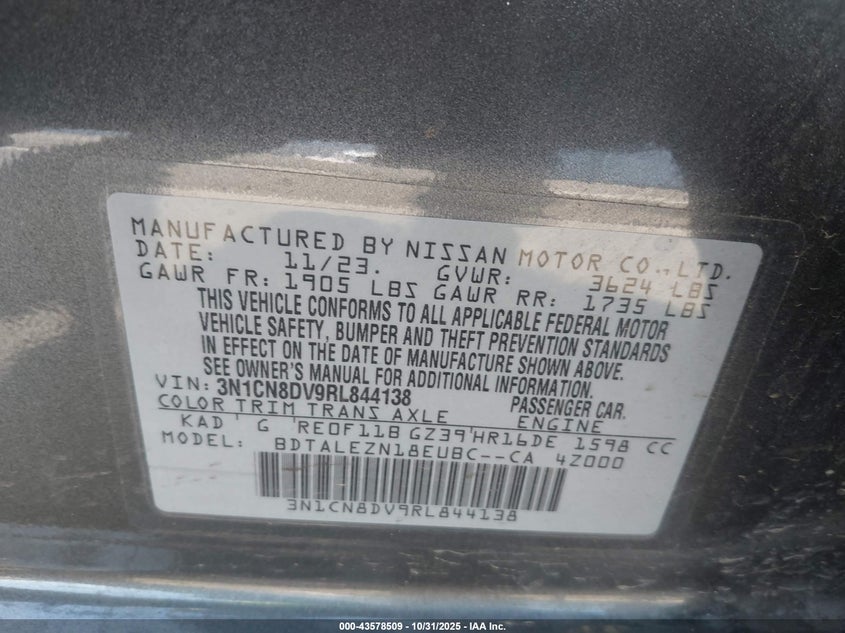 MANUFACTURED BY NISSAN MOTOR CO., LTD.
DATE: 11/23. GVWR: 3624 LBS
GAWR FR: 1905 LBS GAWR RR: 1735 LBS
THIS VEHICLE CONFORMS TO ALL APPLICABLE FEDERAL MOTOR
VEHICLE SAFETY, BUMPER AND THEFT PREVENTION STANDARDS
IN EFFECT ON THE DATE OF MANUFACTURE SHOWN ABOVE.
SEE OWNER'S MANUAL FOR ADDITIONAL INFORMATION.
VIN: 3N1CN8DV9RL844138 PASSENGER CAR.
COLOR TRIM TRANS AXLE ENGINE
KAD ' G 'RE0F11B GZ39'HR16DE 1598 CC
MODEL: BDTALEZN18EUBC--CA 4Z000
3N1CN8DV9RL844138
000-43578509 - 10/31/2025 - IAA Inc.